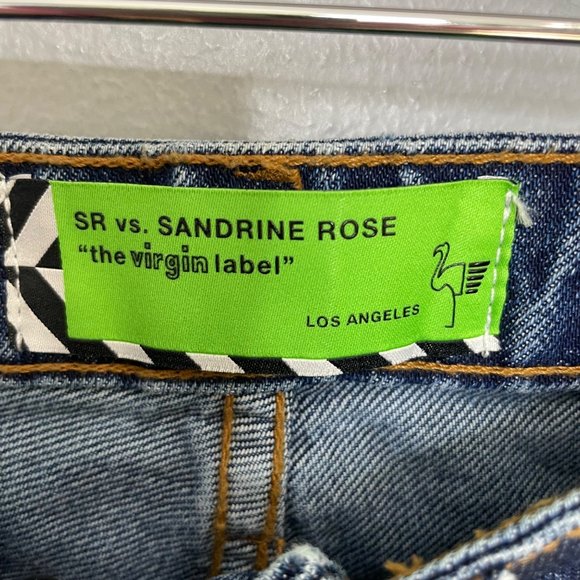 SR vs. SANDRINE ROSE
"the virgin label"
LOS ANGELES